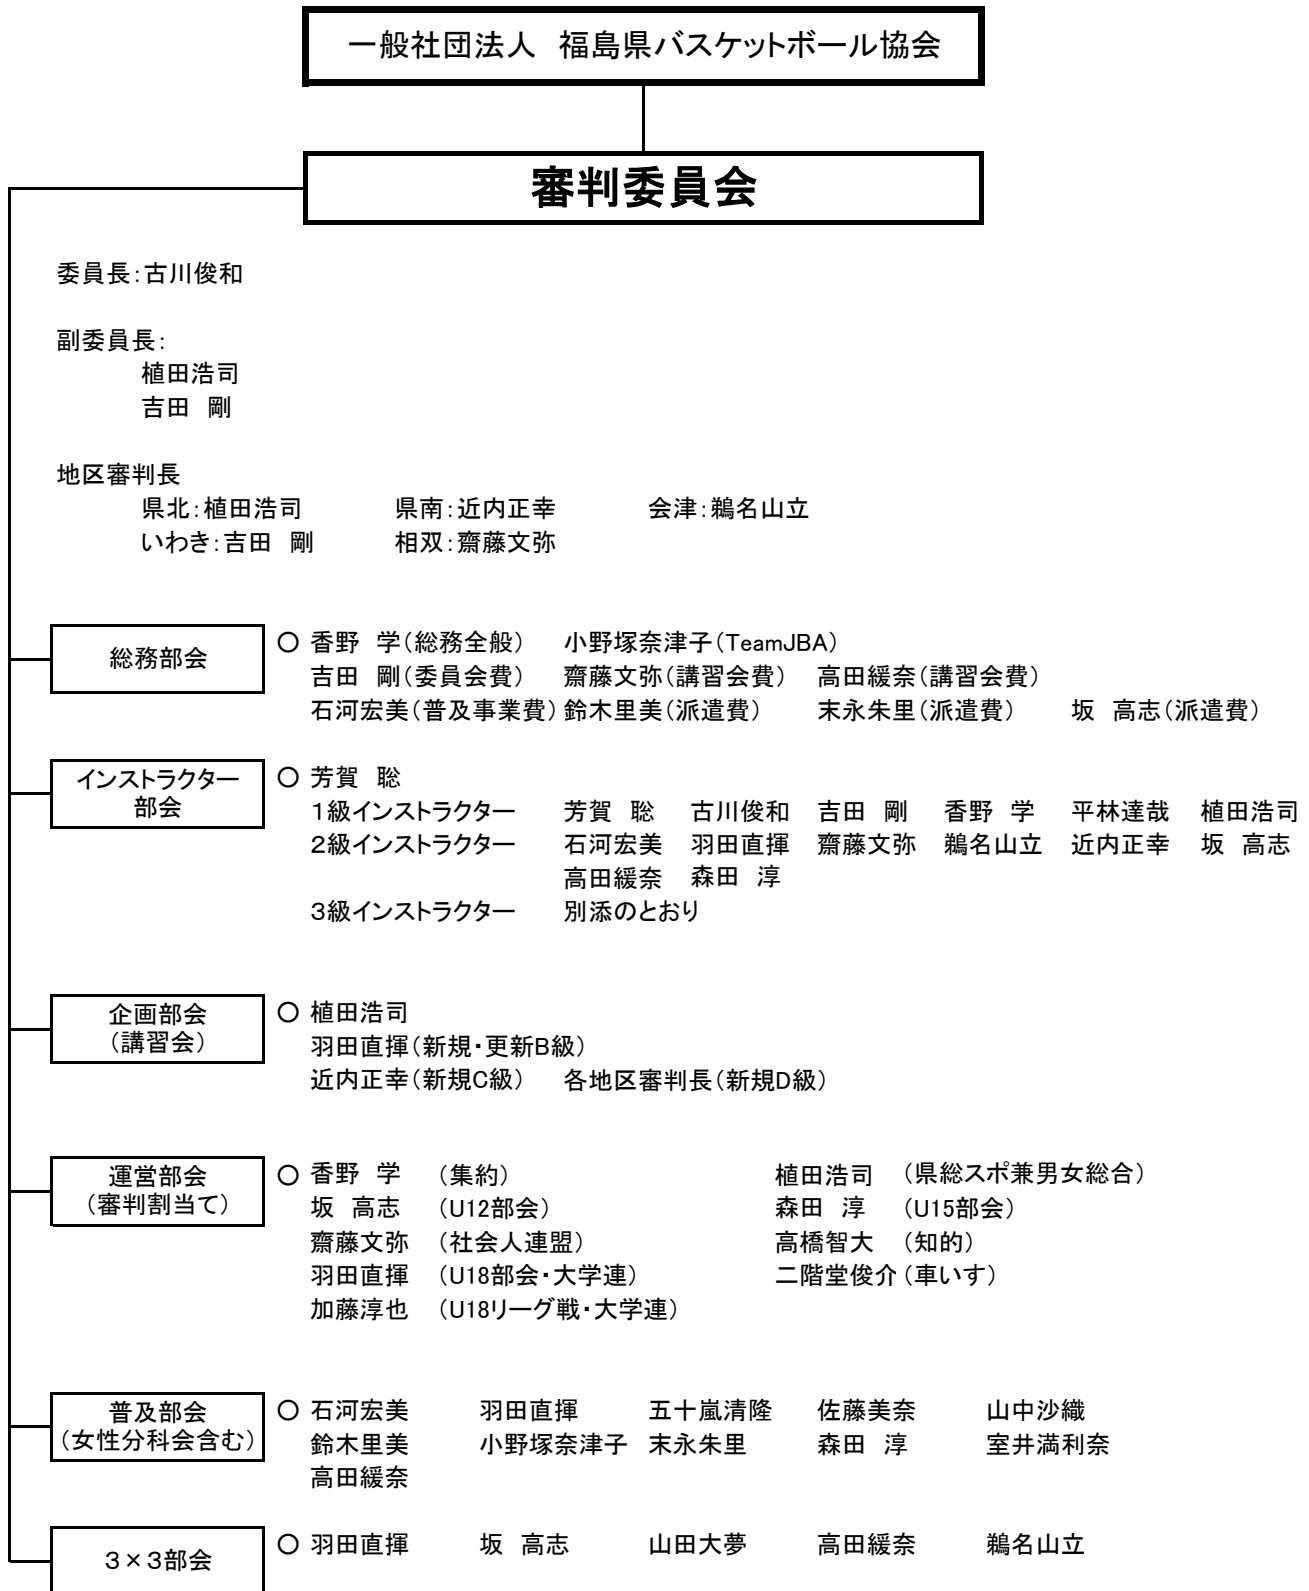 一般社団法人　福島県バスケットボール協会
審判委員会
委員長：古川俊和
副委員長：
植田浩司
吉田　剛
地区審判長
県北：植田浩司　県南：近内正幸　会津：鵜名山立
いわき：吉田　剛　相双：齋藤文弥
総務部会
○ 香野　学（総務全般）　小野塚奈津子（TeamJBA）
吉田　剛（委員会費）　齋藤文弥（講習会費）　高田緩奈（講習会費）
石河宏美（普及事業費）　鈴木里美（派遣費）　末永朱里（派遣費）　坂　高志（派遣費）
インストラクター
部会
○ 芳賀　聡
１級インストラクター　芳賀　聡　古川俊和　吉田　剛　香野　学　平林達哉　植田浩司
２級インストラクター　石河宏美　羽田直揮　齋藤文弥　鵜名山立　近内正幸　坂　高志
高田緩奈　森田　淳
３級インストラクター　別添のとおり
企画部会
（講習会）
○ 植田浩司
羽田直揮（新規・更新B級）
近内正幸（新規C級）　各地区審判長（新規D級）
運営部会
（審判割当て）
○ 香野　学　（集約）　植田浩司　（県総スポ兼男女総合）
坂　高志　（U12部会）　森田　淳　（U15部会）
齋藤文弥　（社会人連盟）　高橋智大　（知的）
羽田直揮　（U18部会・大学連）　二階堂俊介（車いす）
加藤淳也　（U18リーグ戦・大学連）
普及部会
（女性分科会含む）
○ 石河宏美　羽田直揮　五十嵐清隆　佐藤美奈　山中沙織
鈴木里美　小野塚奈津子　末永朱里　森田　淳　室井満利奈
高田緩奈
３×３部会
○ 羽田直揮　坂　高志　山田大夢　高田緩奈　鵜名山立